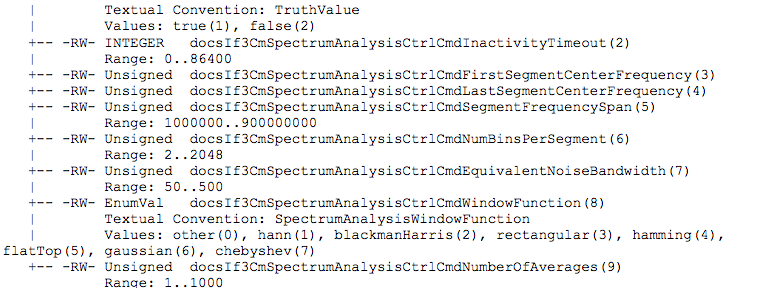 |        Textual Convention: TruthValue
|        Values: true(1), false(2)
+-- -RW- INTEGER   docsIf3CmSpectrumAnalysisCtrlCmdInactivityTimeout(2)
|        Range: 0..86400
+-- -RW- Unsigned  docsIf3CmSpectrumAnalysisCtrlCmdFirstSegmentCenterFrequency(3)
+-- -RW- Unsigned  docsIf3CmSpectrumAnalysisCtrlCmdLastSegmentCenterFrequency(4)
+-- -RW- Unsigned  docsIf3CmSpectrumAnalysisCtrlCmdSegmentFrequencySpan(5)
|        Range: 1000000..900000000
+-- -RW- Unsigned  docsIf3CmSpectrumAnalysisCtrlCmdNumBinsPerSegment(6)
|        Range: 2..2048
+-- -RW- Unsigned  docsIf3CmSpectrumAnalysisCtrlCmdEquivalentNoiseBandwidth(7)
|        Range: 50..500
+-- -RW- EnumVal   docsIf3CmSpectrumAnalysisCtrlCmdWindowFunction(8)
|        Textual Convention: SpectrumAnalysisWindowFunction
|        Values: other(0), hann(1), blackmanHarris(2), rectangular(3), hamming(4),
flatTop(5), gaussian(6), chebyshev(7)
+-- -RW- Unsigned  docsIf3CmSpectrumAnalysisCtrlCmdNumberOfAverages(9)
|        Range: 1..1000